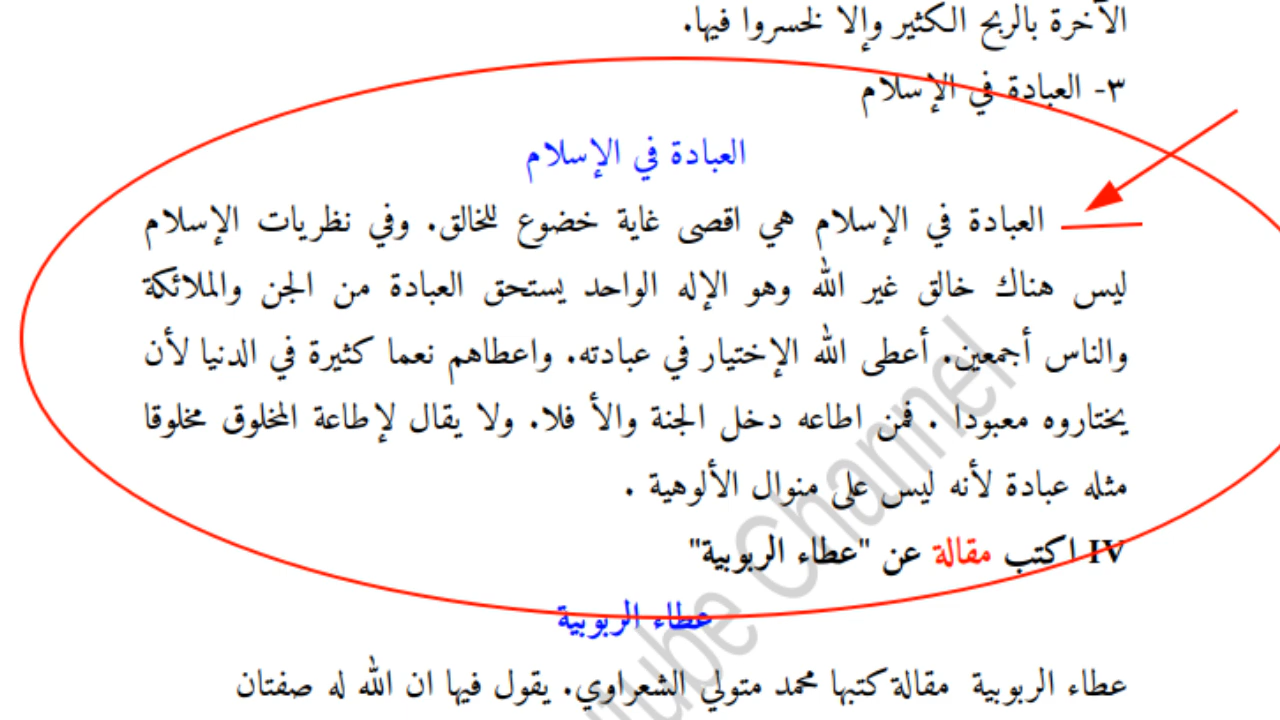 الآخرة بالربح الكثير وإلا لخسروا فيها.
٣- العبادة في الإسلام
العبادة في الإسلام
العبادة في الإسلام هي اقصى غاية خضوع للخالق. وفي نظريات الإسلام
ليس هناك خالق غير الله وهو الإله الواحد يستحق العبادة من الجن والملائكة
والناس أجمعين. أعطى الله الإختيار في عبادته. واعطاهم نعما كثيرة في الدنيا لأن
يختاروه معبودا . فمن اطاعه دخل الجنة والأ فلا. ولا يقال لإطاعة المخلوق مخلوقا
مثله عبادة لأنه ليس على منوال الألوهية .
IV اكتب مقالة عن "عطاء الربوبية"
عطاء الربوبية
عطاء الربوبية مقالة كتبها محمد متولي الشعراوي. يقول فيها ان الله له صفتان
ube Channel